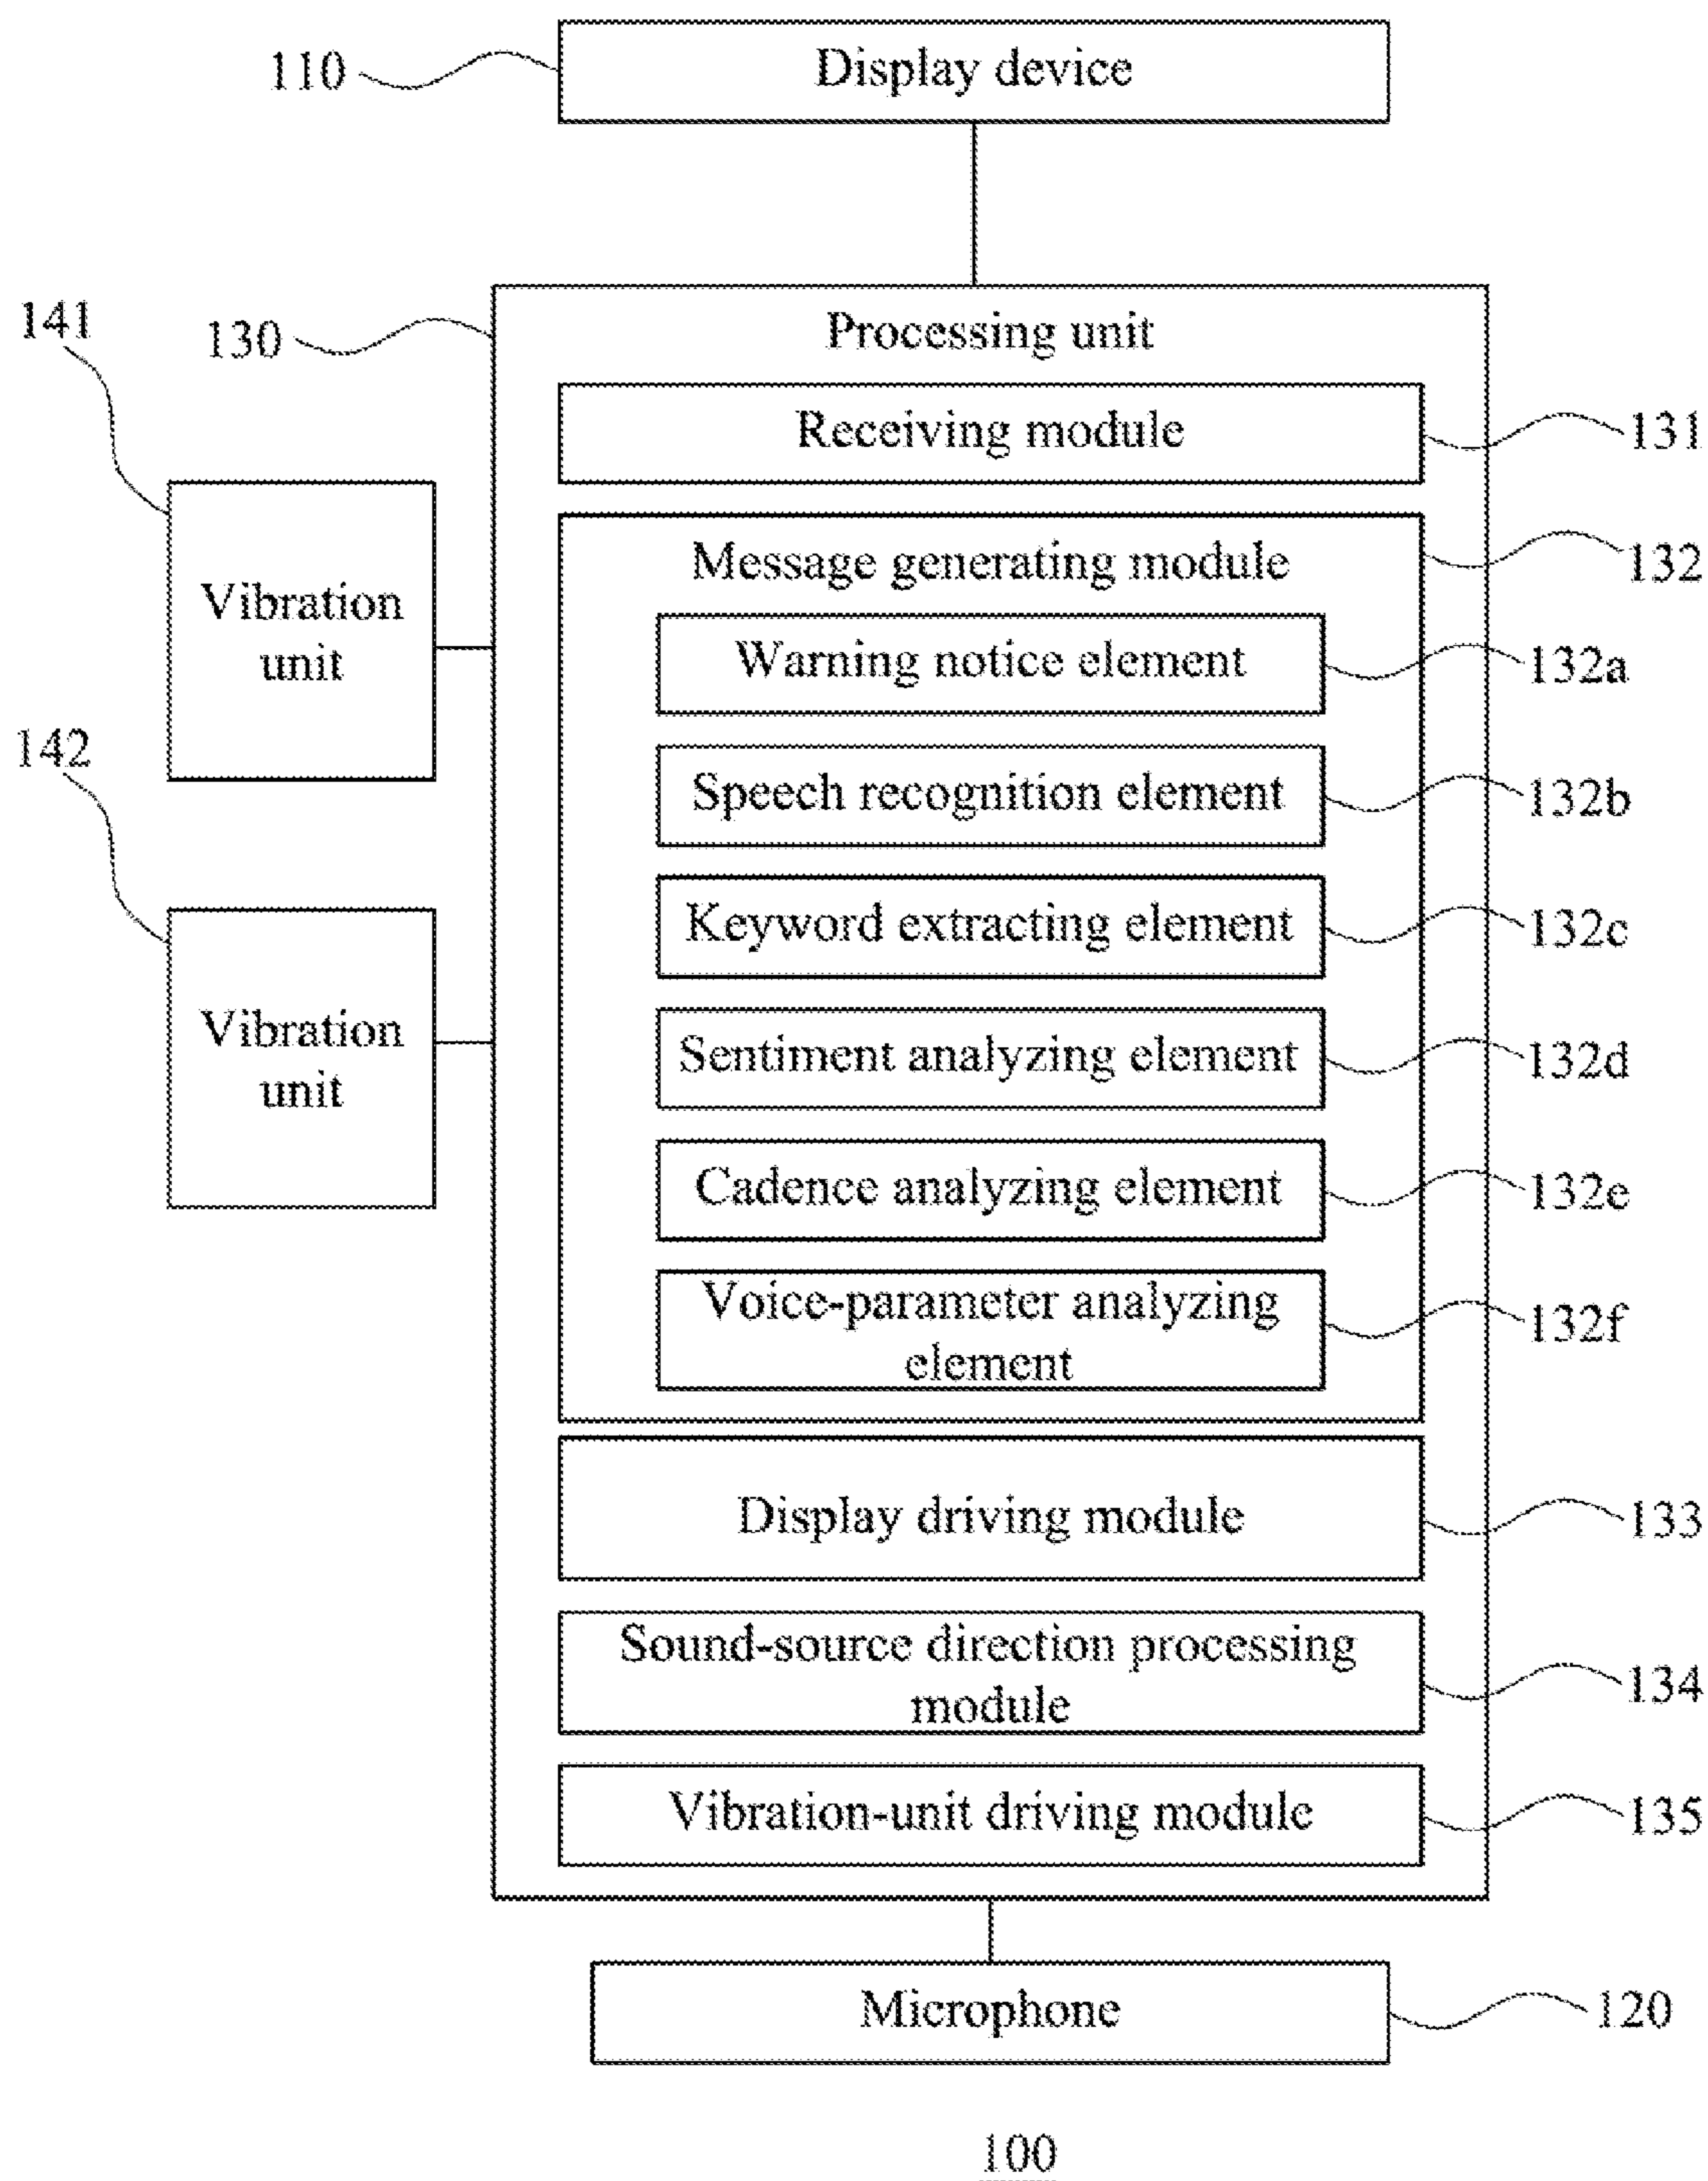 110
Display device
141
130
Processing unit
Receiving module
131
Message generating module
132
Vibration
unit
Warning notice element
132a
142
Speech recognition element
132b
Keyword extracting element
132c
Vibration
unit
Sentiment analyzing element
132d
Cadence analyzing element
132e
Voice-parameter analyzing
element
132f
Display driving module
133
Sound-source direction processing
module
134
Vibration-unit driving module
135
Microphone
120
100